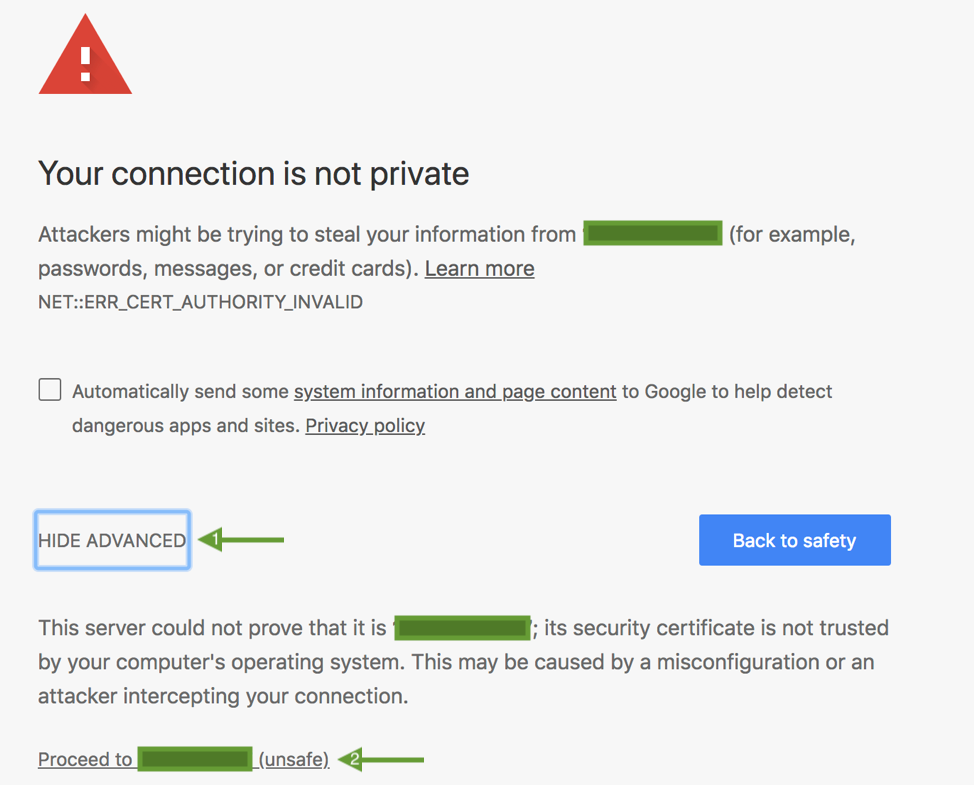 Your connection is not private
Attackers might be trying to steal your information from (for example,
passwords, messages, or credit cards). Learn more
NET::ERR_CERT_AUTHORITY_INVALID
Automatically send some system information and page content to Google to help detect
dangerous apps and sites. Privacy policy
HIDE ADVANCED 1 Back to safety
This server could not prove that it is ; its security certificate is not trusted
by your computer's operating system. This may be caused by a misconfiguration or an
attacker intercepting your connection.
Proceed to (unsafe) 2